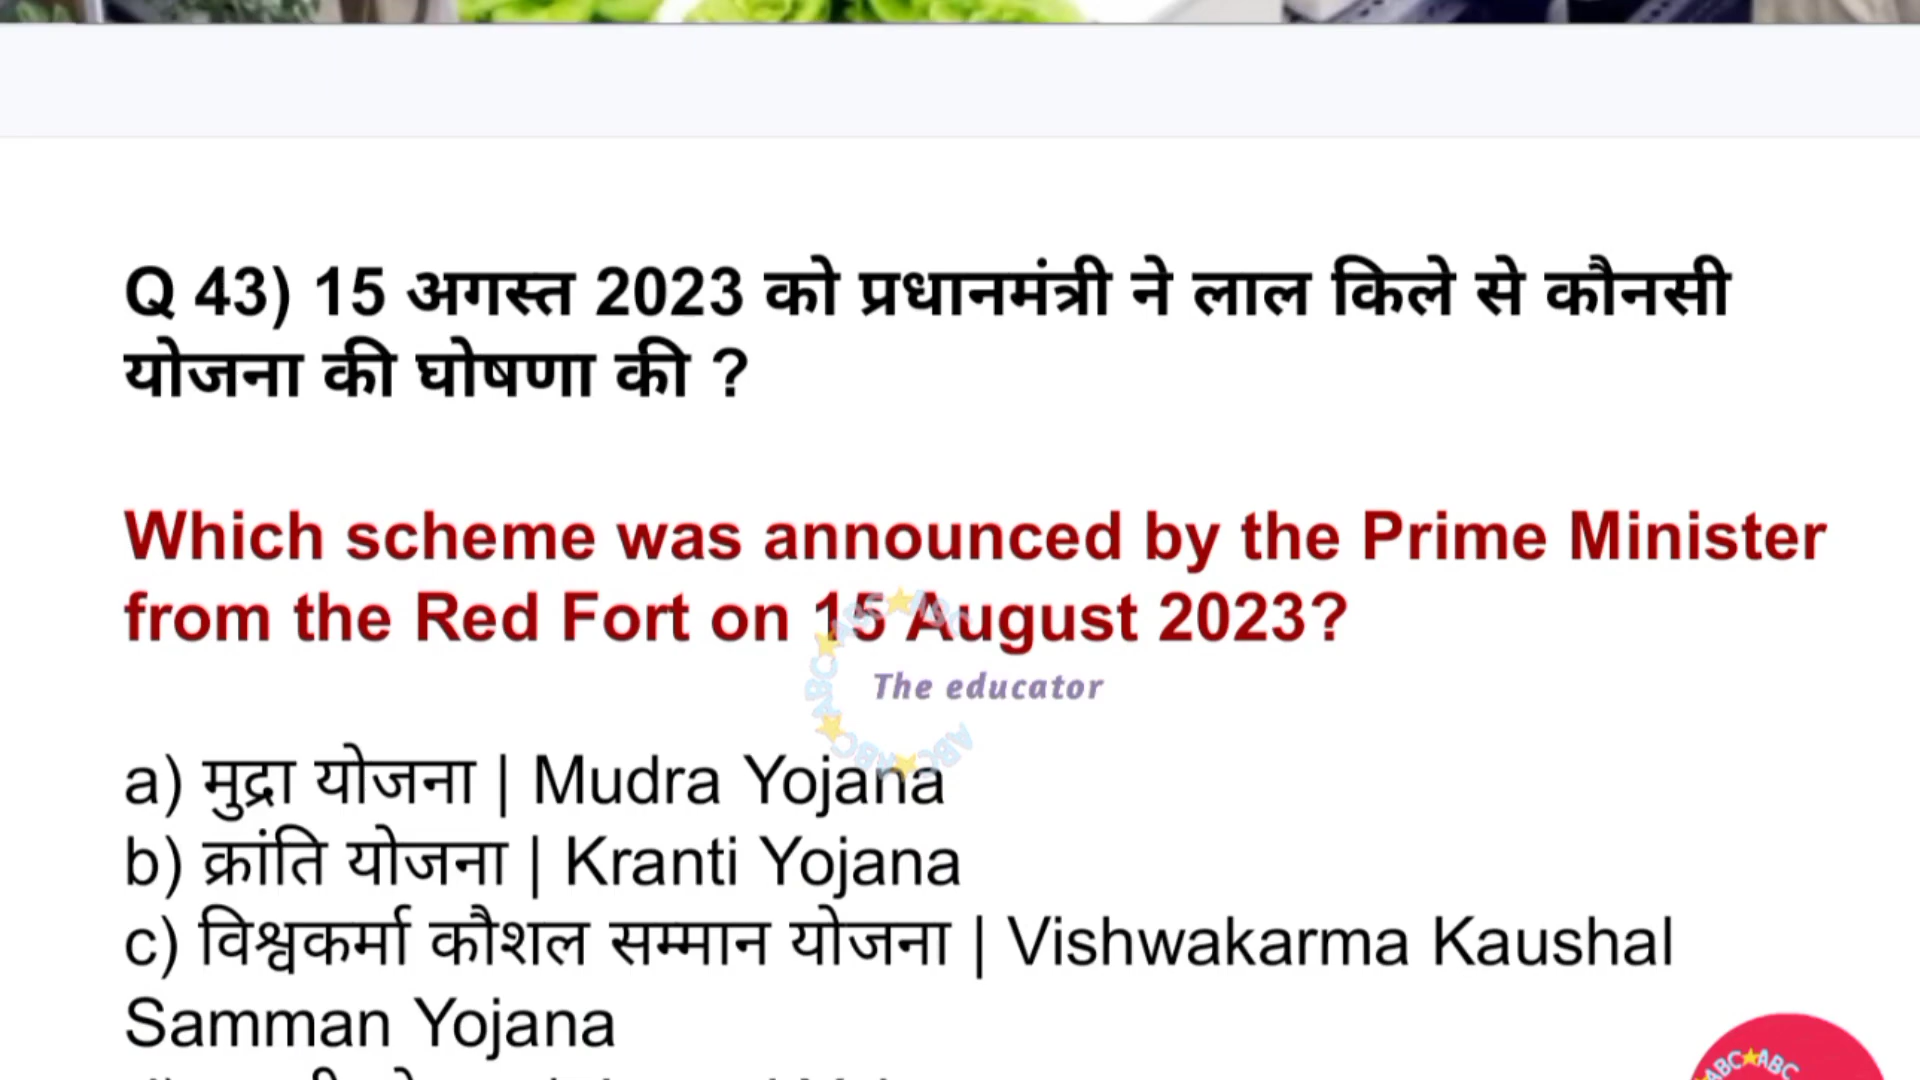 Q 43) 15 अगस्त 2023 को प्रधानमंत्री ने लाल किले से कौनसी
योजना की घोषणा की ?
Which scheme was announced by the Prime Minister
from the Red Fort on 15 August 2023?
The educator
a) मुद्रा योजना | Mudra Yojana
b) क्रांति योजना | Kranti Yojana
c) विश्वकर्मा कौशल सम्मान योजना | Vishwakarma Kaushal
Samman Yojana
ABC ABC